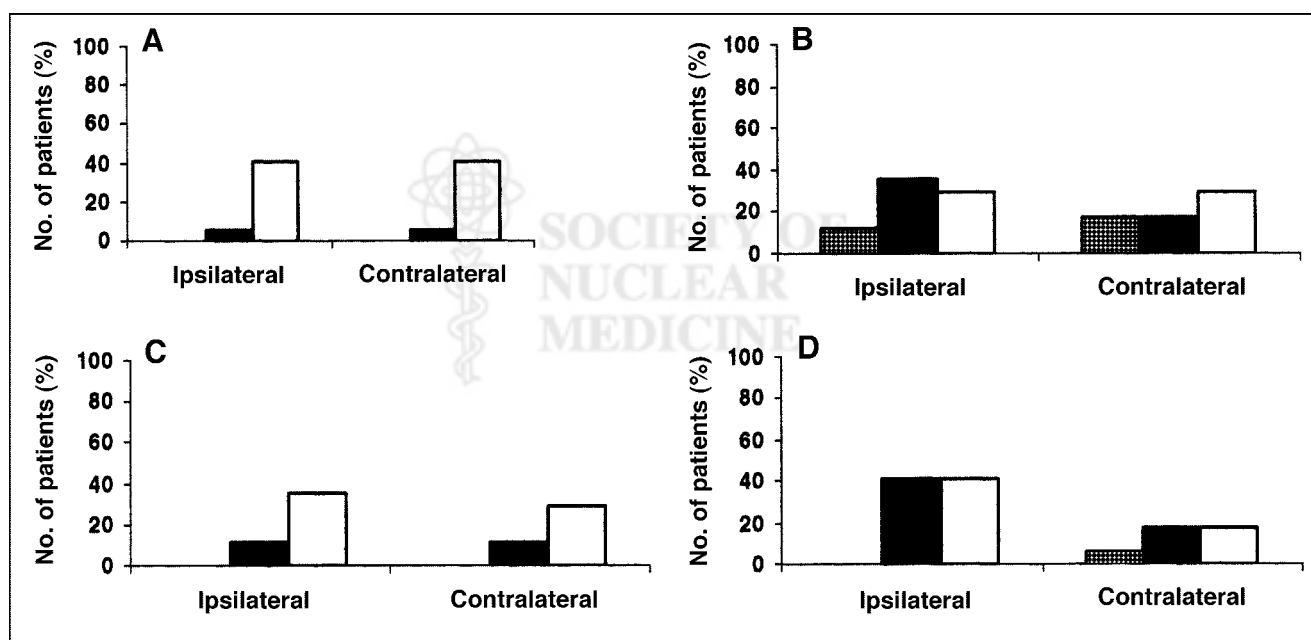 A
No. of patients (%)
100
80
60
40
20
0
Ipsilateral Contralateral
B
No. of patients (%)
100
80
60
40
20
0
Ipsilateral Contralateral
SOCIETY OF
NUCLEAR
MEDICINE
C
No. of patients (%)
100
80
60
40
20
0
Ipsilateral Contralateral
D
No. of patients (%)
100
80
60
40
20
0
Ipsilateral Contralateral